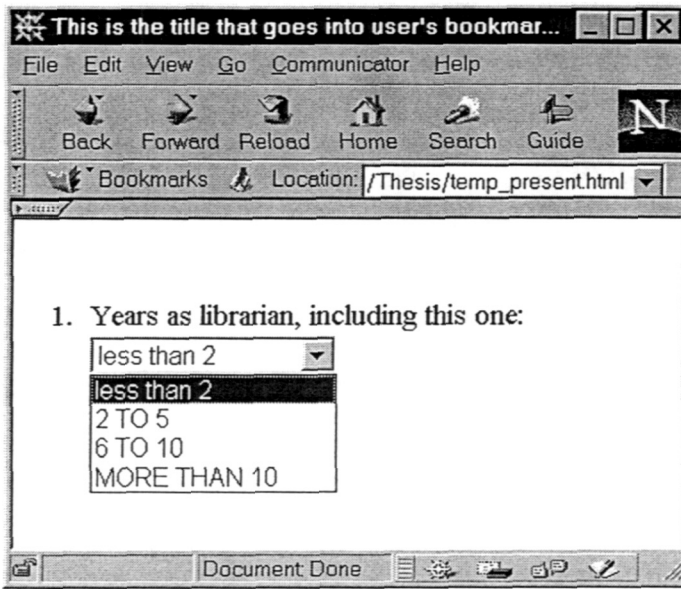 This is the title that goes into user's bookmar...
File Edit View Go Communicator Help
Back Forward Reload Home Search Guide
N
Bookmarks Location: /Thesis/temp_present.html
1. Years as librarian, including this one:
less than 2
less than 2
2 TO 5
6 TO 10
MORE THAN 10
Document: Done